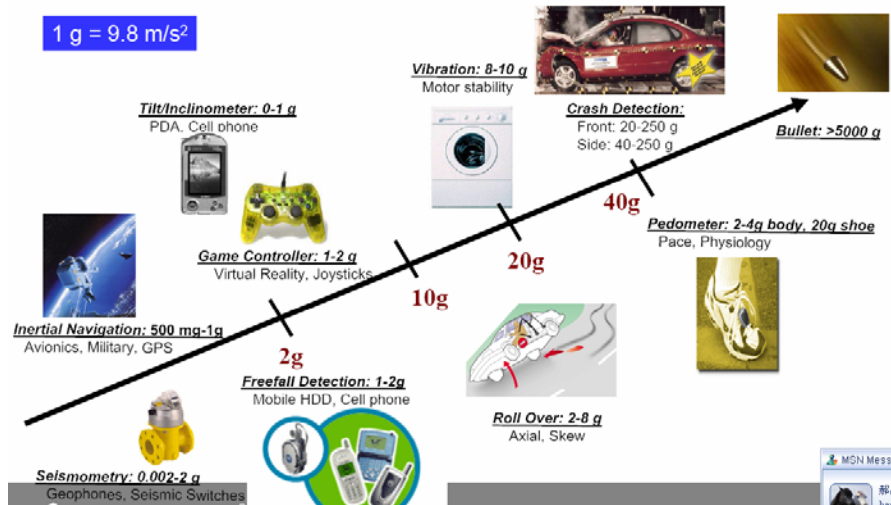 1 g = 9.8 m/s²
Vibration: 8-10 g
Motor stability
Tilt/Inclinometer: 0-1 g
PDA, Cell phone
Crash Detection:
Front: 20-250 g
Side: 40-250 g
Bullet: >5000 g
40g
Pedometer: 2-4g body, 20g shoe
Pace, Physiology
Game Controller: 1-2 g
Virtual Reality, Joysticks
20g
10g
Inertial Navigation: 500 mg-1g
Avionics, Military, GPS
2g
Freefall Detection: 1-2g
Mobile HDD, Cell phone
Roll Over: 2-8 g
Axial, Skew
Seismometry: 0.002-2 g
Geophones, Seismic Switches
MSN Mess